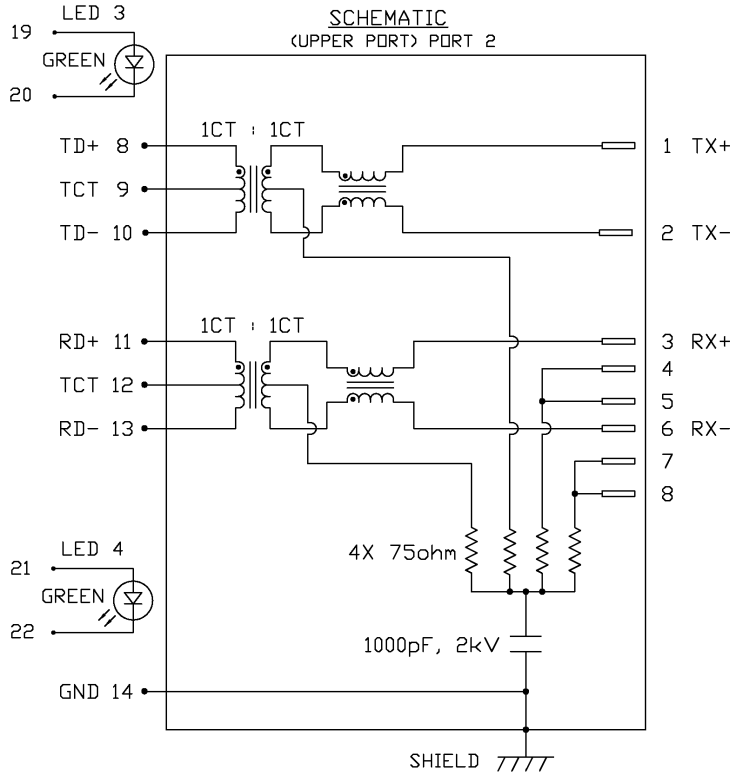 LED 3
SCHEMATIC
(UPPER PORT) PORT 2
19
GREEN
20
1CT : 1CT
TD+ 8
1 TX+
TCT 9
TD- 10
2 TX-
1CT : 1CT
RD+ 11
3 RX+
4
TCT 12
5
RD- 13
6 RX-
7
8
LED 4
4X 75ohm
21
GREEN
22
1000pF, 2kV
GND 14
SHIELD